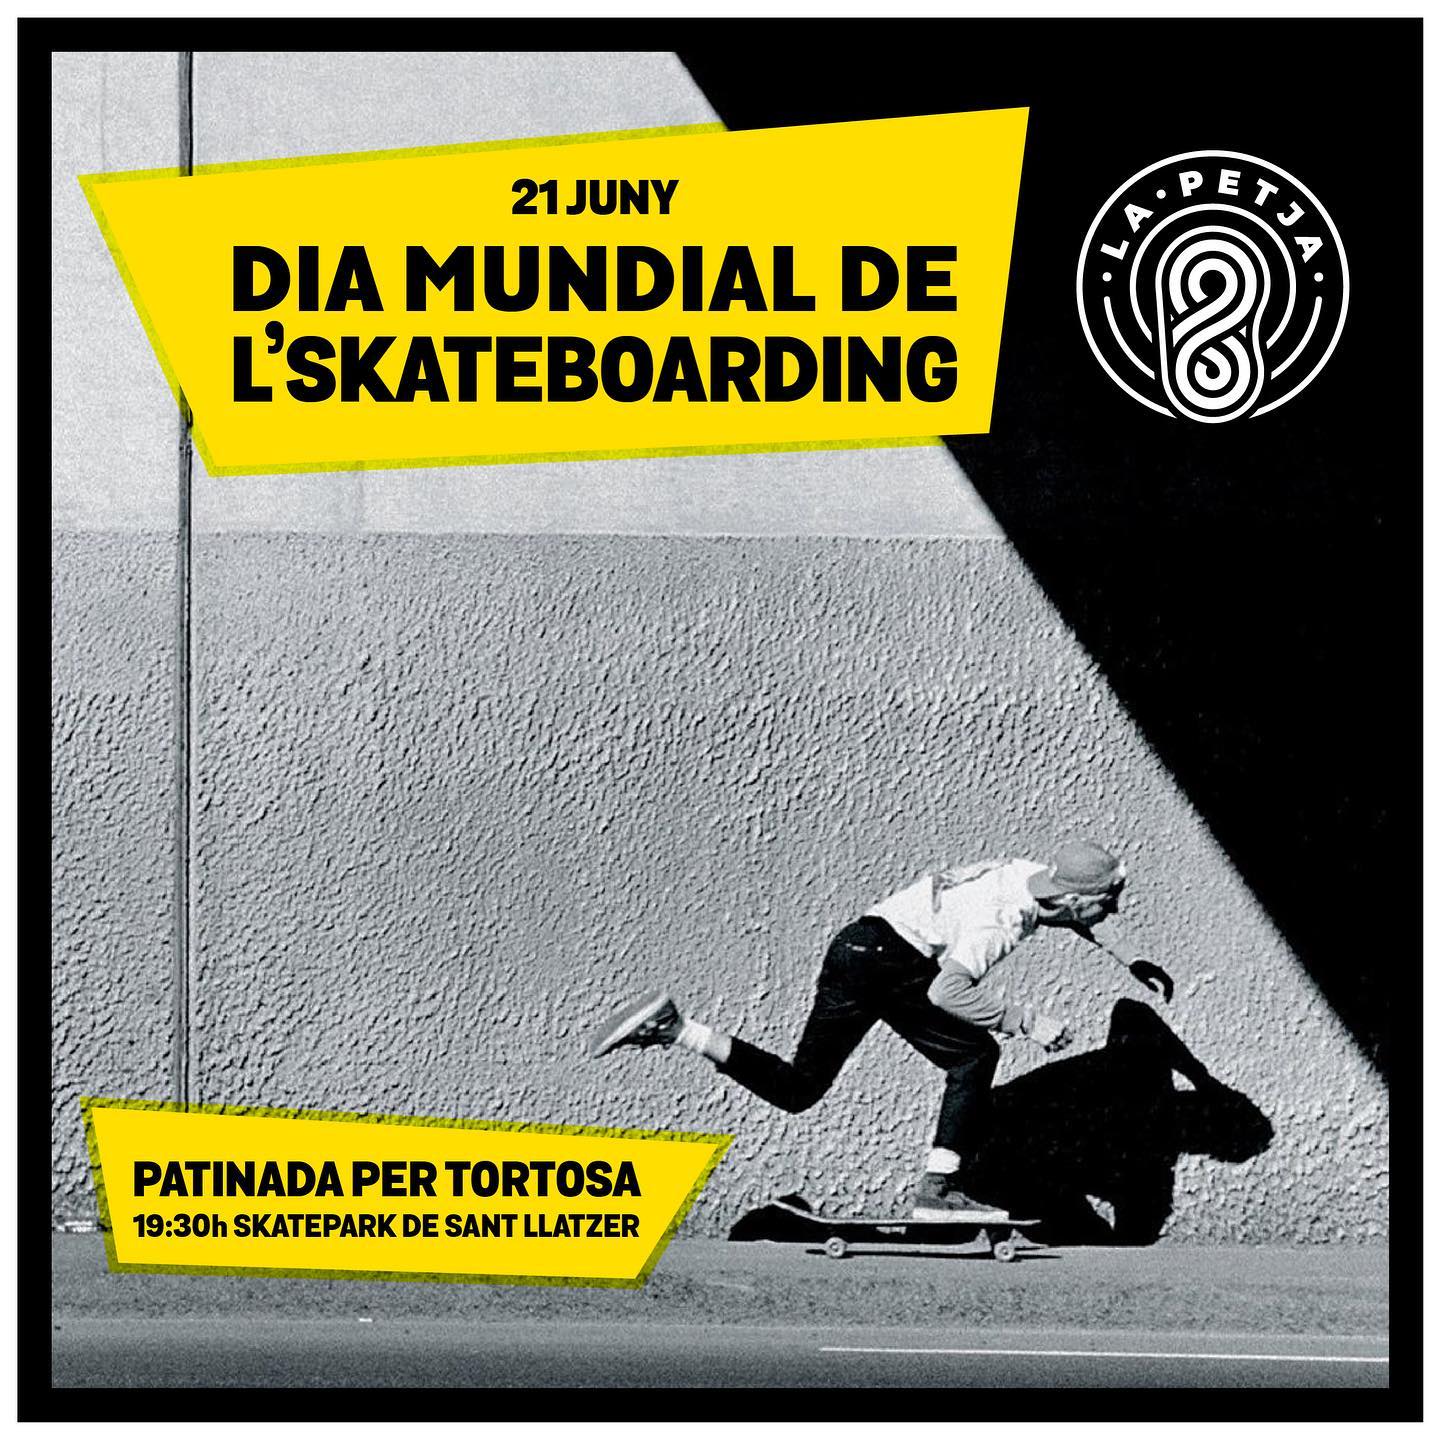 21 JUNY
DIA MUNDIAL DE
L'SKATEBOARDING
·LA·PETJA·
PATINADA PER TORTOSA
19:30h SKATEPARK DE SANT LLATZER